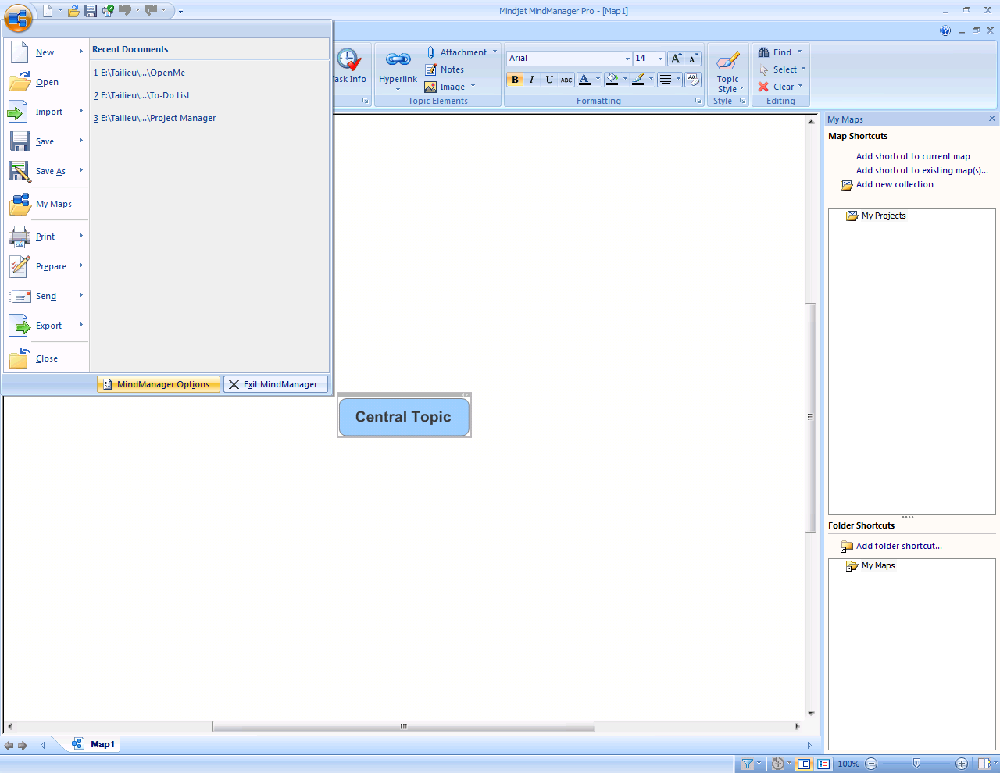 Mindjet MindManager Pro - [Map1]
New
Open
Import
Save
Save As
My Maps
Print
Prepare
Send
Export
Close
Recent Documents
1 E:\Tailieu\...\OpenMe
2 E:\Tailieu\...\To-Do List
3 E:\Tailieu\...\Project Manager
MindManager Options
Exit MindManager
ask Info
Hyperlink
Attachment
Notes
Image
Topic Elements
Arial
14
A A
B I U ABC A
Formatting
Topic
Style
Style
Find
Select
Clear
Editing
Central Topic
My Maps
Map Shortcuts
Add shortcut to current map
Add shortcut to existing map(s)...
Add new collection
My Projects
Folder Shortcuts
Add folder shortcut...
My Maps
Map1
100%